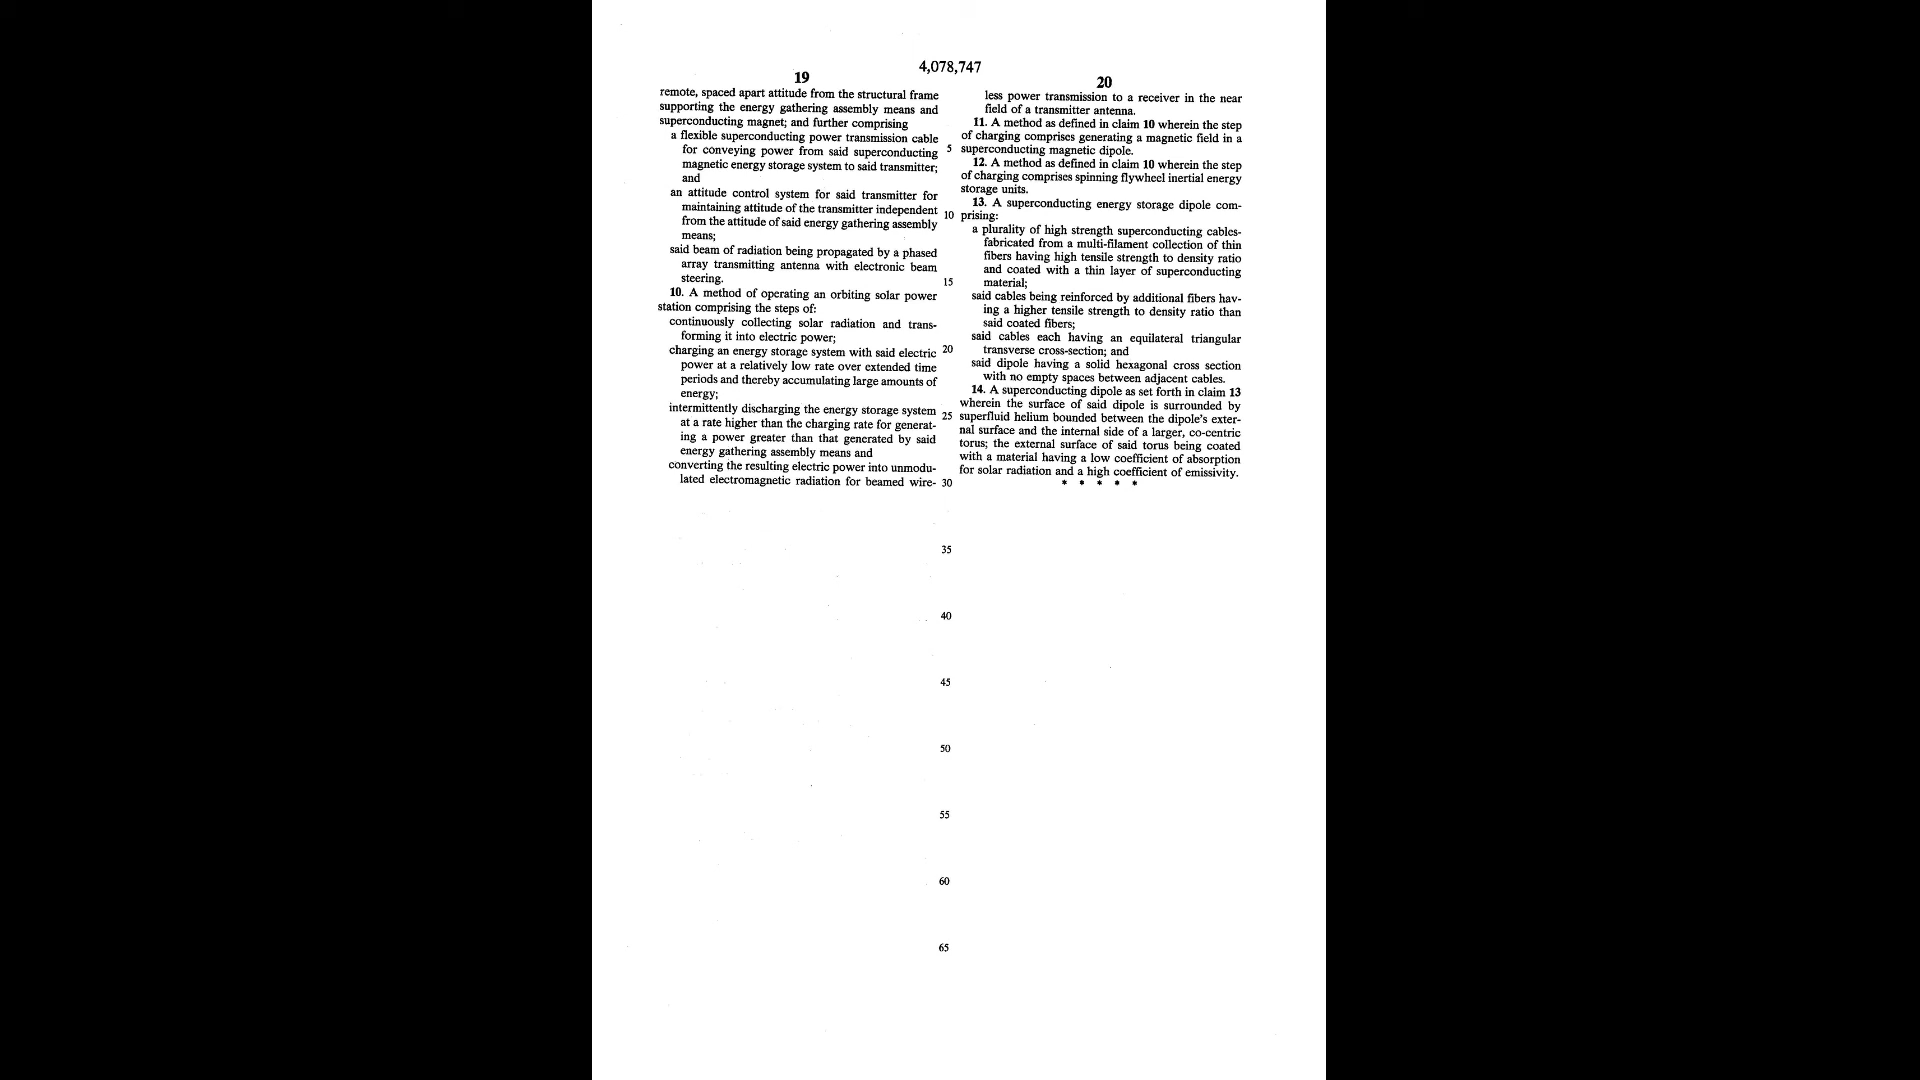 4,078,747
19
remote, spaced apart attitude from the structural frame
supporting the energy gathering assembly means and
superconducting magnet; and further comprising
a flexible superconducting power transmission cable
for conveying power from said superconducting
magnetic energy storage system to said transmitter;
and
an attitude control system for said transmitter for
maintaining attitude of the transmitter independent
from the attitude of said energy gathering assembly
means;
said beam of radiation being propagated by a phased
array transmitting antenna with electronic beam
steering.
10. A method of operating an orbiting solar power
station comprising the steps of:
continuously collecting solar radiation and trans-
forming it into electric power;
charging an energy storage system with said electric
power at a relatively low rate over extended time
periods and thereby accumulating large amounts of
energy;
intermittently discharging the energy storage system
at a rate higher than the charging rate for generat-
ing a power greater than that generated by said
energy gathering assembly means and
converting the resulting electric power into unmodu-
lated electromagnetic radiation for beamed wire-
5
10
15
20
25
30
35
40
45
50
55
60
65
20
less power transmission to a receiver in the near
field of a transmitter antenna.
11. A method as defined in claim 10 wherein the step
of charging comprises generating a magnetic field in a
superconducting magnetic dipole.
12. A method as defined in claim 10 wherein the step
of charging comprises spinning flywheel inertial energy
storage units.
13. A superconducting energy storage dipole com-
prising:
a plurality of high strength superconducting cables-
fabricated from a multi-filament collection of thin
fibers having high tensile strength to density ratio
and coated with a thin layer of superconducting
material;
said cables being reinforced by additional fibers hav-
ing a higher tensile strength to density ratio than
said coated fibers;
said cables each having an equilateral triangular
transverse cross-section; and
said dipole having a solid hexagonal cross section
with no empty spaces between adjacent cables.
14. A superconducting dipole as set forth in claim 13
wherein the surface of said dipole is surrounded by
superfluid helium bounded between the dipole's exter-
nal surface and the internal side of a larger, co-centric
torus; the external surface of said torus being coated
with a material having a low coefficient of absorption
for solar radiation and a high coefficient of emissivity.
* * * * *